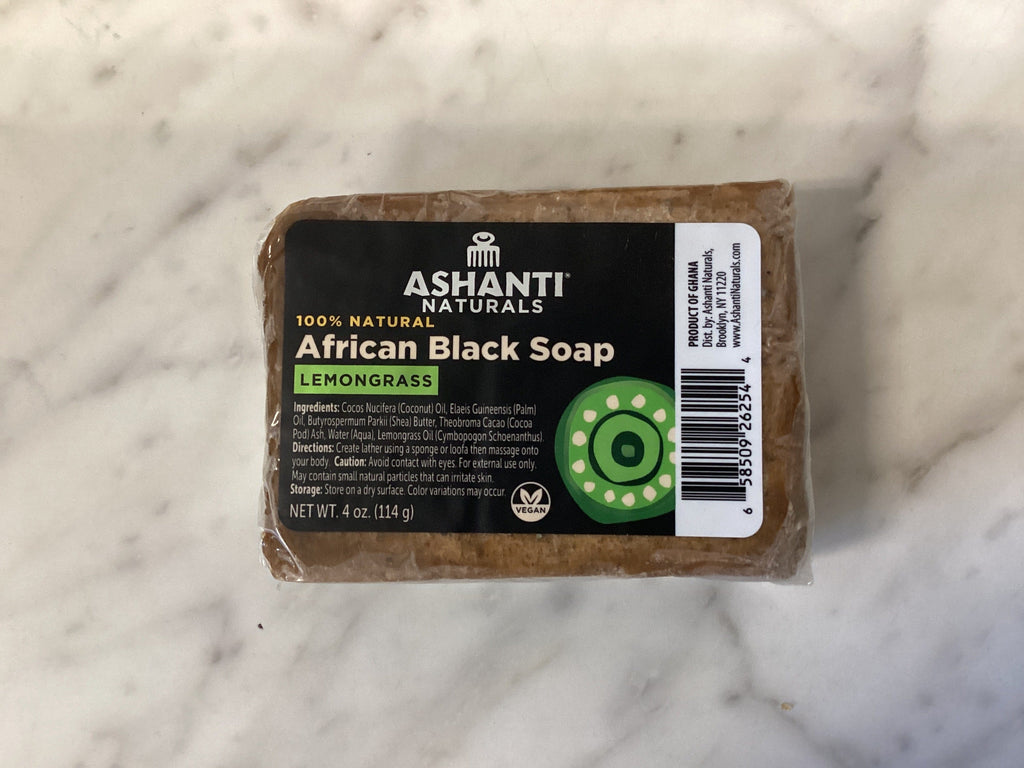 ASHANTI®
NATURALS
100% NATURAL
African Black Soap
LEMONGRASS
Ingredients: Cocos Nucifera (Coconut) Oil, Elaeis Guineensis (Palm)
Oil, Butyrospermum Parkii (Shea) Butter, Theobroma Cacao (Cocoa
Pod) Ash, Water (Aqua), Lemongrass Oil (Cymbopogon Schoenanthus).
Directions: Create lather using a sponge or loofa then massage onto
your body. Caution: Avoid contact with eyes. For external use only.
May contain small natural particles that can irritate skin.
Storage: Store on a dry surface. Color variations may occur.
NET WT. 4 oz. (114 g)
VEGAN
PRODUCT OF GHANA
Dist. by: Ashanti Naturals,
Brooklyn, NY 11220
www.AshantiNaturals.com
6 58509 26254 4